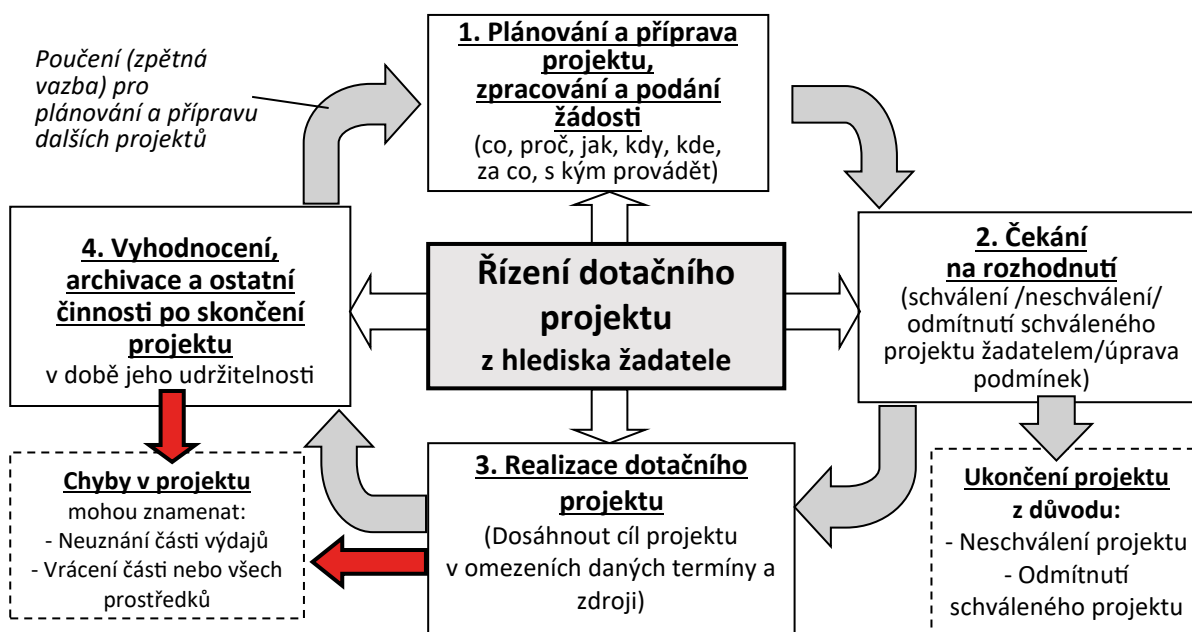 Poučení (zpětná
vazba) pro
plánování a přípravu
dalších projektů
1. Plánování a příprava
projektu,
zpracování a podání
žádosti
(co, proč, jak, kdy, kde,
za co, s kým provádět)
4. Vyhodnocení,
archivace a ostatní
činnosti po skončení
projektu
v době jeho udržitelnosti
Řízení dotačního
projektu
z hlediska žadatele
2. Čekání
na rozhodnutí
(schválení /neschválení/
odmítnutí schváleného
projektu žadatelem/úprava
podmínek)
Chyby v projektu
mohou znamenat:
- Neuznání části výdajů
- Vrácení části nebo všech
prostředků
3. Realizace dotačního
projektu
(Dosáhnout cíl projektu
v omezeních daných termíny a
zdroji)
Ukončení projektu
z důvodu:
- Neschválení projektu
- Odmítnutí
schváleného projektu